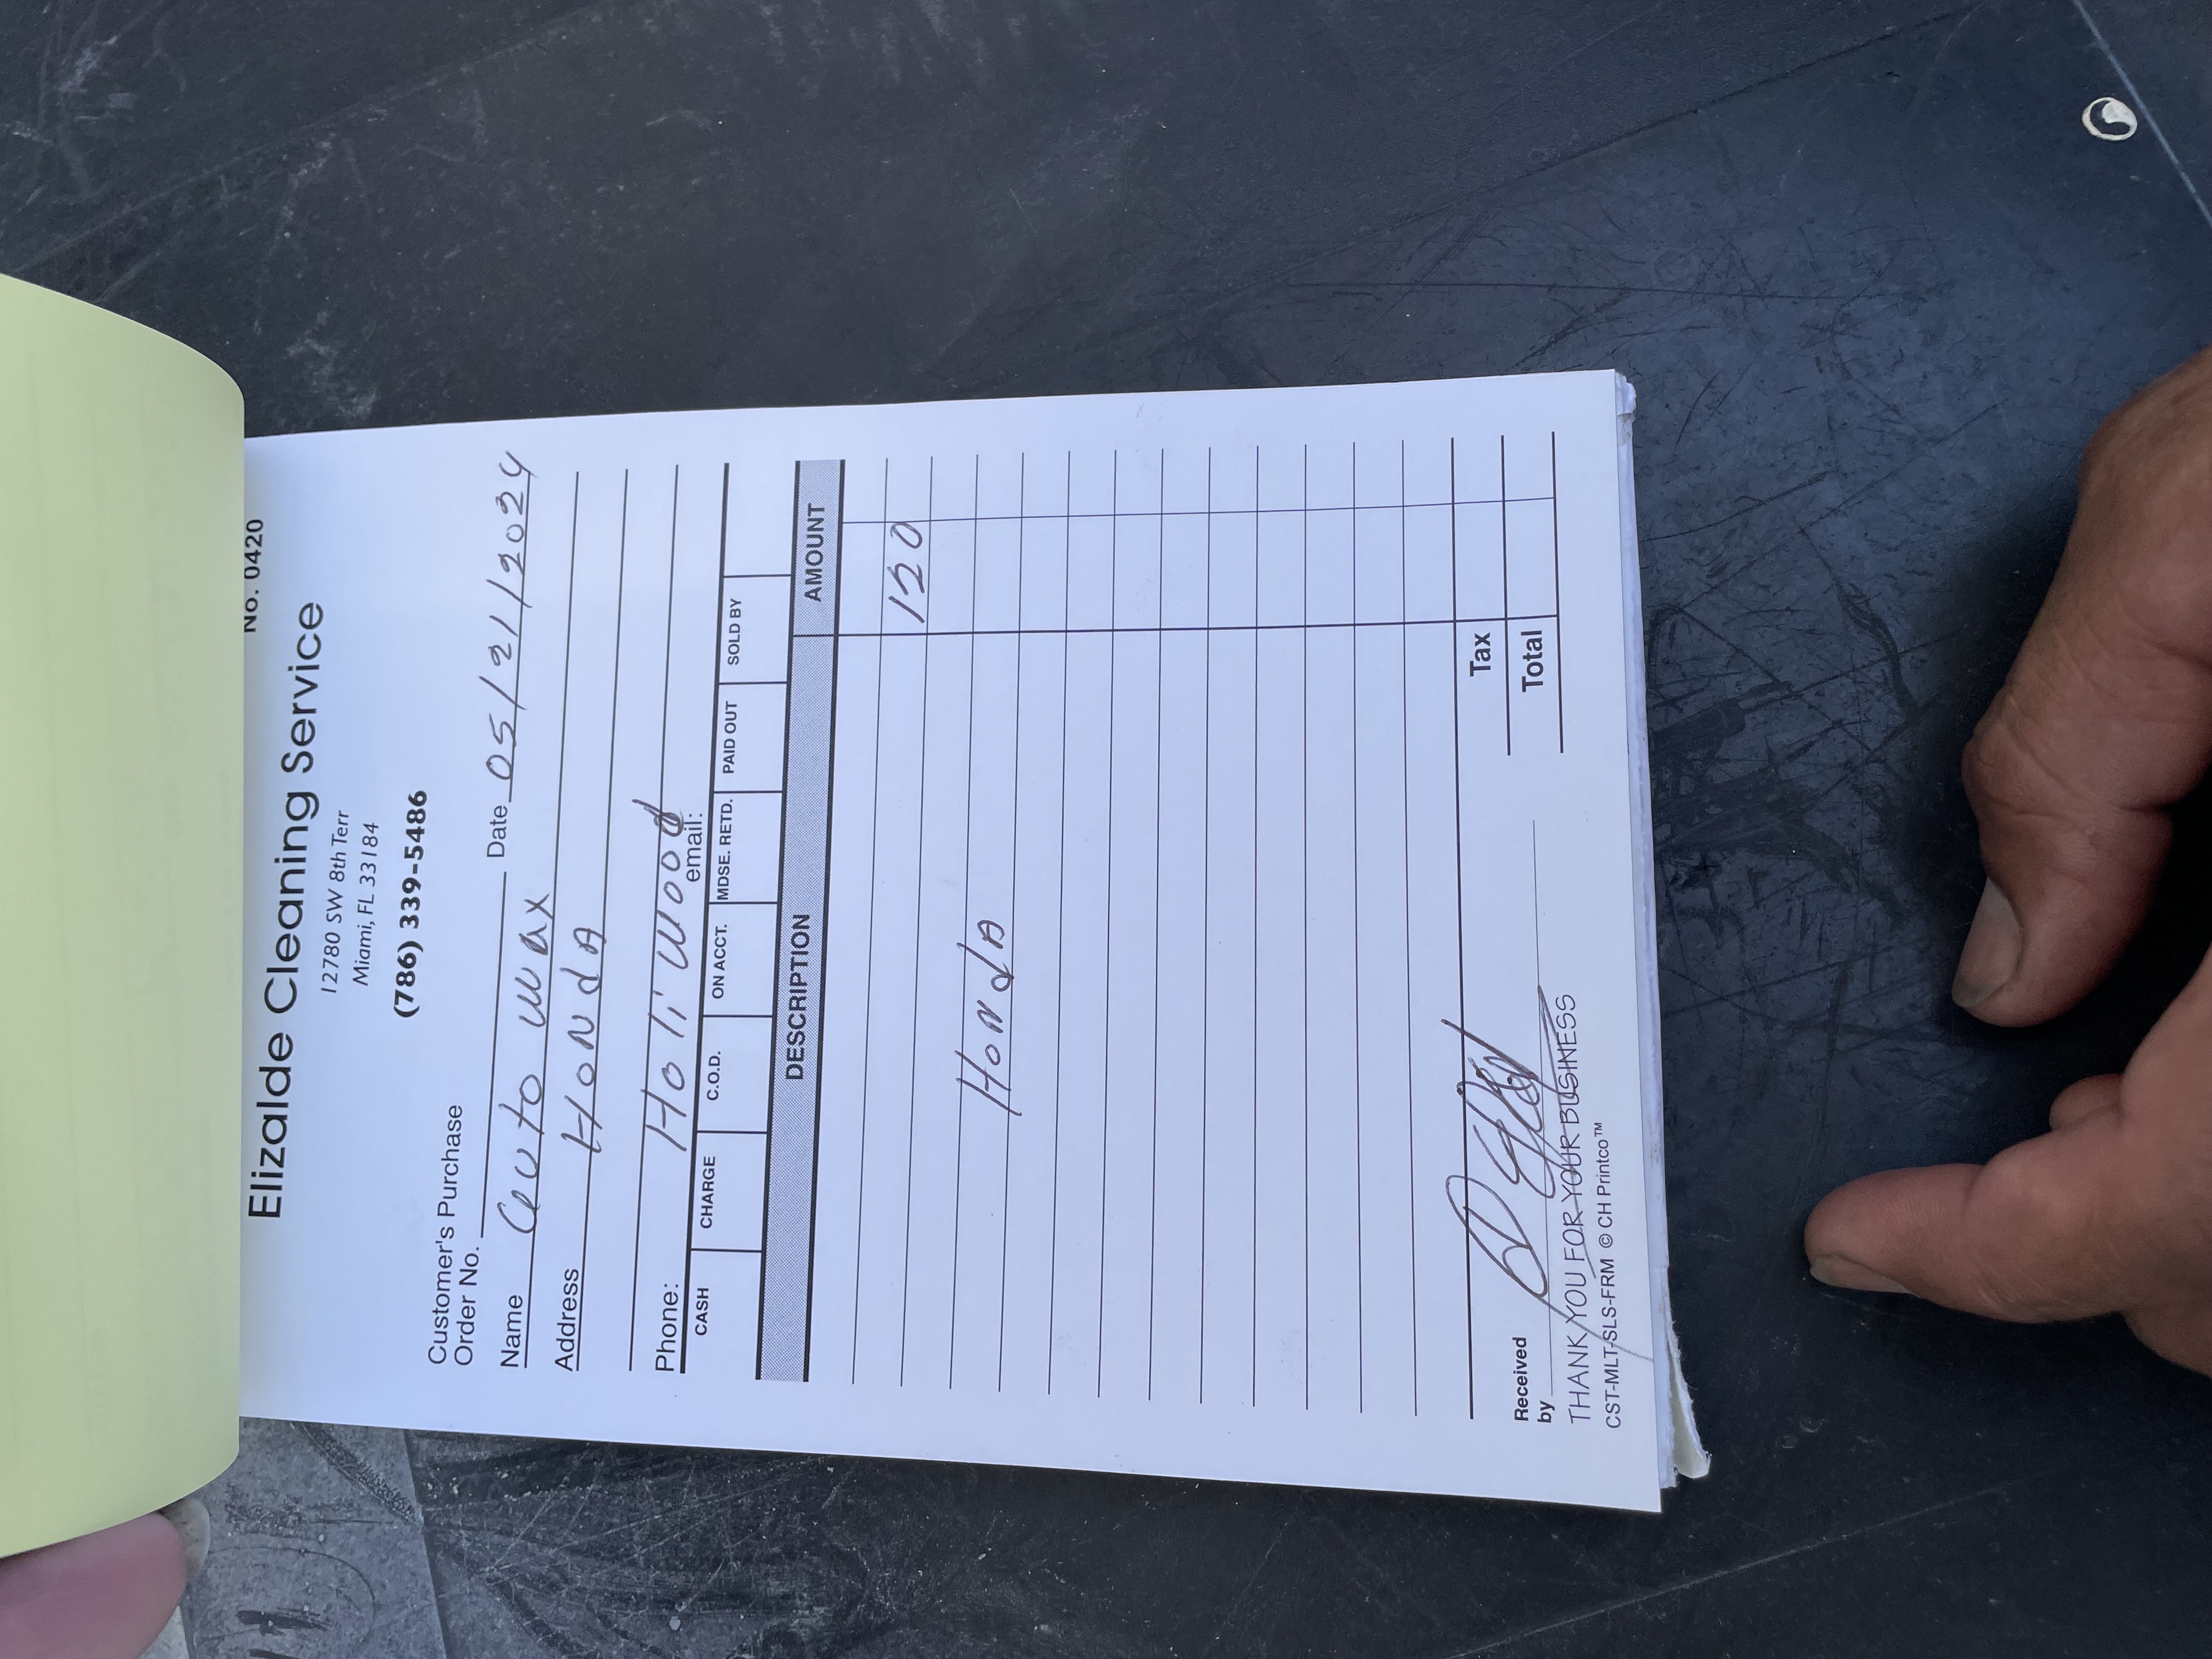 No. 0420
Elizalde Cleaning Service
12780 SW 8th Terr
Miami, FL 33184
(786) 339-5486
Customer's Purchase
Order No. Date 05/21/2024
Name Auto wax
Address Honda
Phone: Holi wood
email:
CASH CHARGE C.O.D. ON ACCT. MDSE. RETD. PAID OUT SOLD BY
DESCRIPTION AMOUNT
120
Honda
Tax
Received
by Total
THANK YOU FOR YOUR BUSINESS
CST-MLT-SLS-FRM © CH Printco™